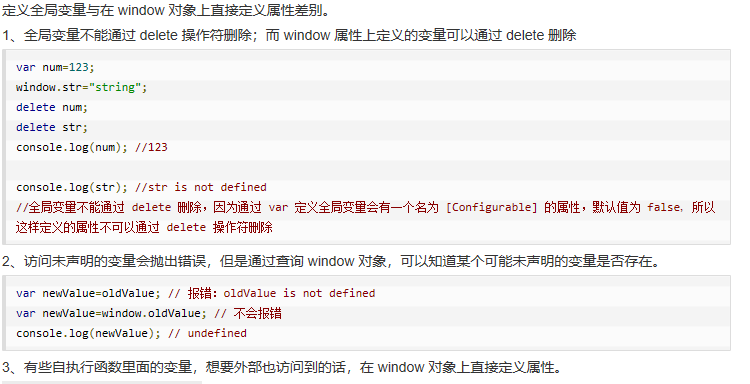 定义全局变量与在 window 对象上直接定义属性差别。
1、全局变量不能通过 delete 操作符删除；而 window 属性上定义的变量可以通过 delete 删除
var num=123;
window.str="string";
delete num;
delete str;
console.log(num); //123
console.log(str); //str is not defined
//全局变量不能通过 delete 删除，因为通过 var 定义全局变量会有一个名为 [Configurable] 的属性，默认值为 false，所以
这样定义的属性不可以通过 delete 操作符删除
2、访问未声明的变量会抛出错误，但是通过查询 window 对象，可以知道某个可能未声明的变量是否存在。
var newValue=oldValue; // 报错：oldValue is not defined
var newValue=window.oldValue; // 不会报错
console.log(newValue); // undefined
3、有些自执行函数里面的变量，想要外部也访问到的话，在 window 对象上直接定义属性。